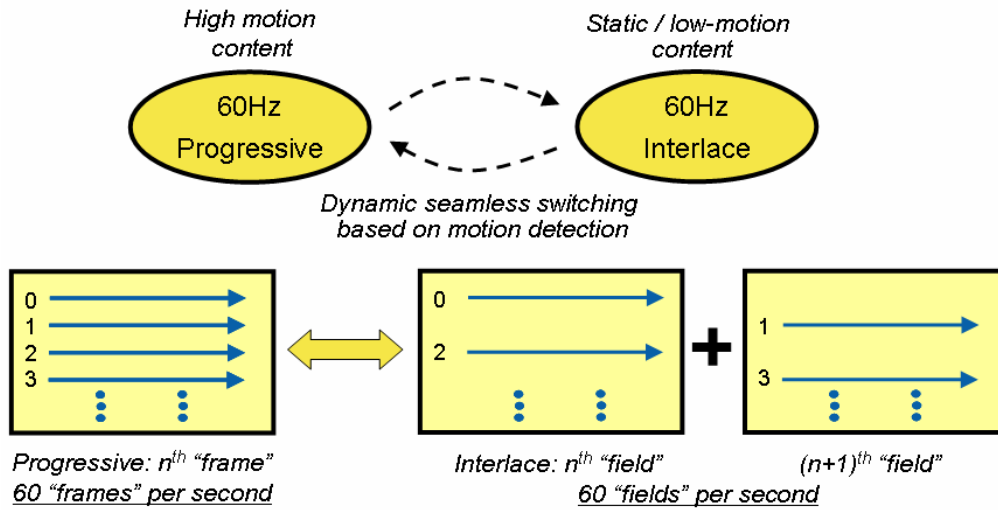 High motion
content
Static / low-motion
content
60Hz
Progressive
60Hz
Interlace
Dynamic seamless switching
based on motion detection
0
1
2
3
0
2
+
1
3
Progressive: nth “frame”
60 “frames” per second
Interlace: nth “field”
(n+1)th “field”
60 “fields” per second